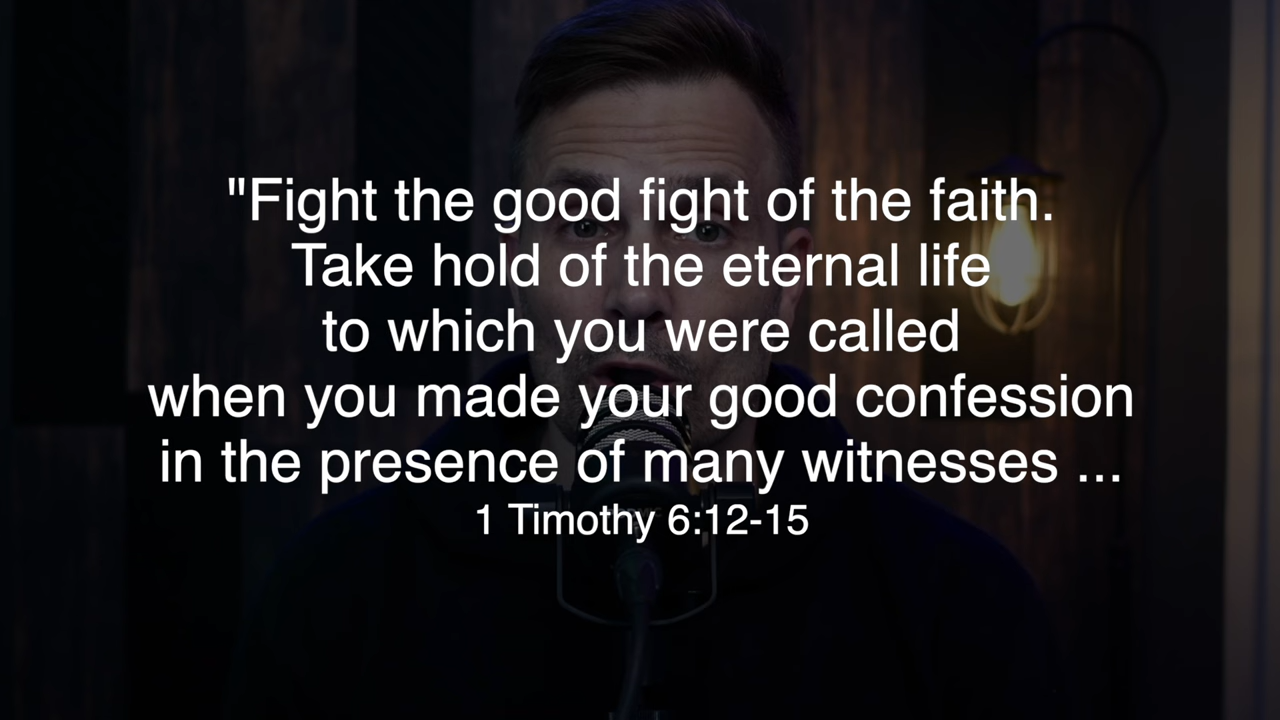 "Fight the good fight of the faith.
Take hold of the eternal life
to which you were called
when you made your good confession
in the presence of many witnesses ...
1 Timothy 6:12-15